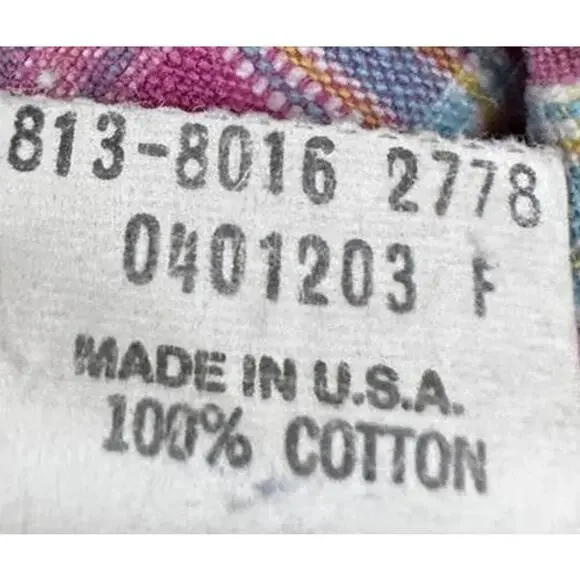 813-8016 2778
0401203 F
MADE IN U.S.A.
100% COTTON